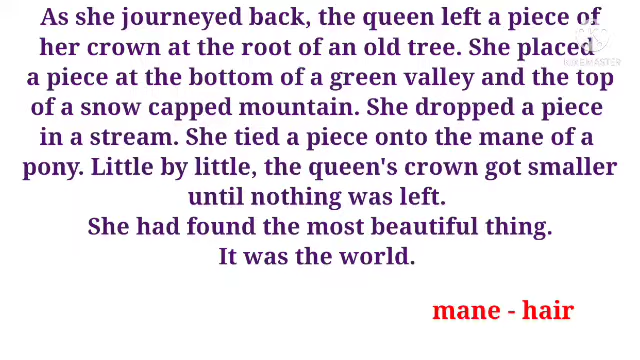 As she journeyed back, the queen left a piece of
her crown at the root of an old tree. She placed
a piece at the bottom of a green valley and the top
of a snow capped mountain. She dropped a piece
in a stream. She tied a piece onto the mane of a
pony. Little by little, the queen's crown got smaller
until nothing was left.
She had found the most beautiful thing.
It was the world.
mane - hair
KINEMASTER